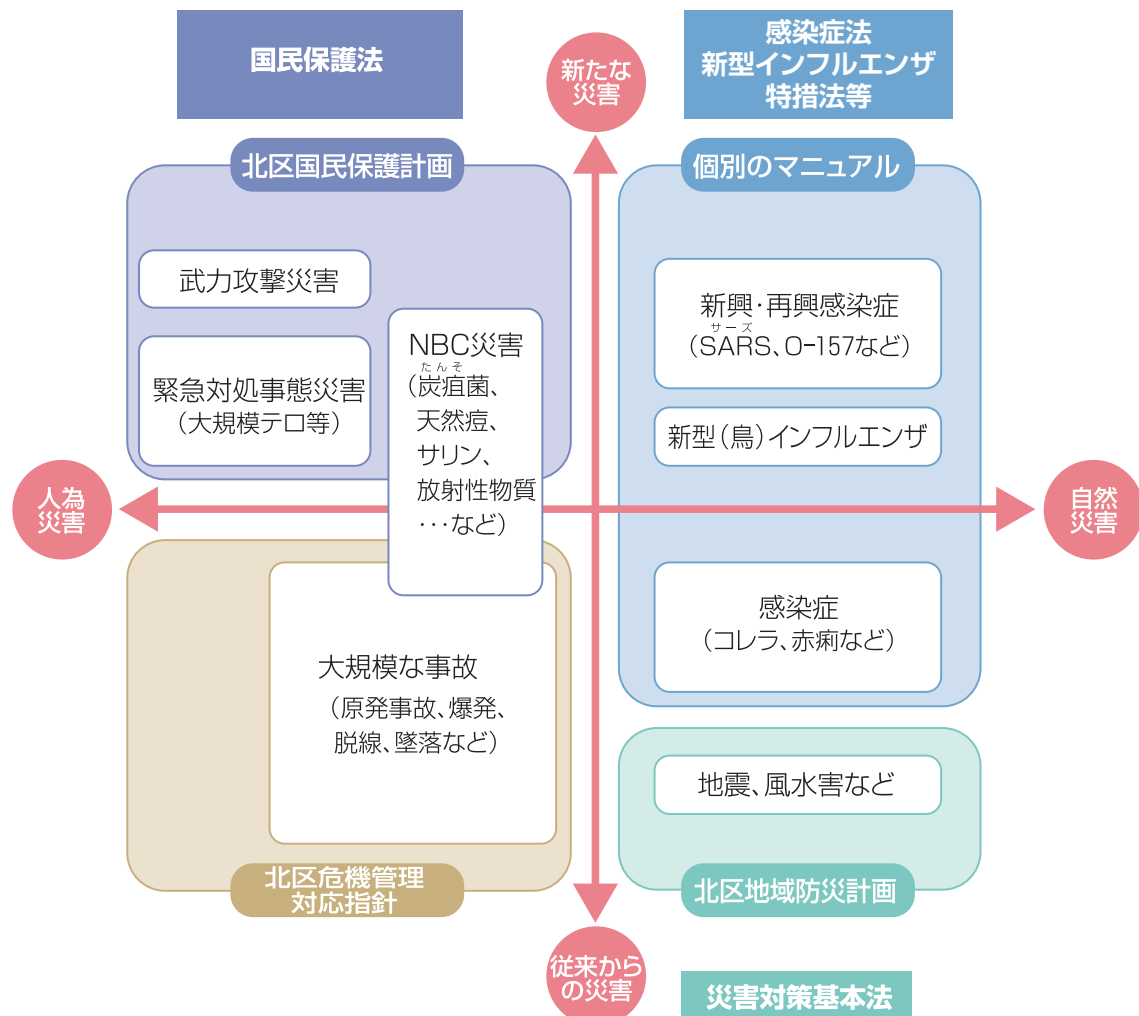 国民保護法
感染症法
新型インフルエンザ
特措法等
新たな
災害
北区国民保護計画
個別のマニュアル
武力攻撃災害
緊急対処事態災害
（大規模テロ等）
NBC災害
たんそ
（炭疽菌、
天然痘、
サリン、
放射性物質
･･･など）
新興・再興感染症
サーズ
（SARS、O-157など）
新型（鳥）インフルエンザ
人為
災害
自然
災害
感染症
（コレラ、赤痢など）
大規模な事故
（原発事故、爆発、
脱線、墜落など）
地震、風水害など
北区危機管理
対応指針
北区地域防災計画
従来から
の災害
災害対策基本法